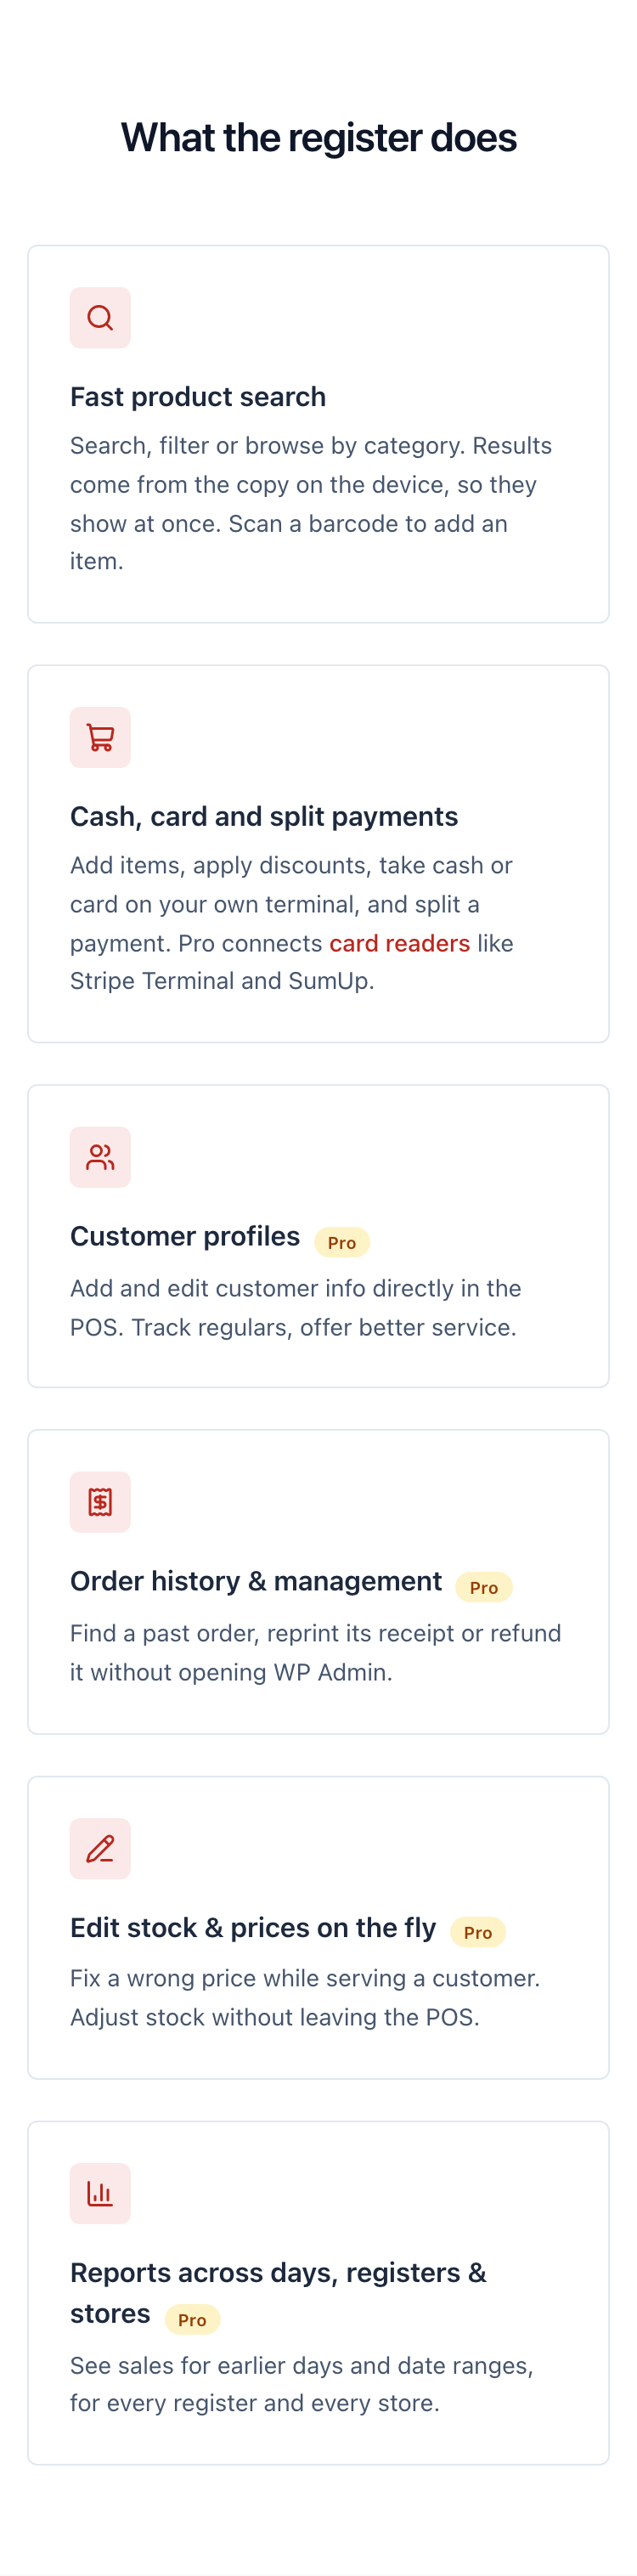 What the register does
Fast product search
Search, filter or browse by category. Results
come from the copy on the device, so they
show at once. Scan a barcode to add an
item.
Cash, card and split payments
Add items, apply discounts, take cash or
card on your own terminal, and split a
payment. Pro connects card readers like
Stripe Terminal and SumUp.
Customer profiles Pro
Add and edit customer info directly in the
POS. Track regulars, offer better service.
Order history & management Pro
Find a past order, reprint its receipt or refund
it without opening WP Admin.
Edit stock & prices on the fly Pro
Fix a wrong price while serving a customer.
Adjust stock without leaving the POS.
Reports across days, registers &
stores Pro
See sales for earlier days and date ranges,
for every register and every store.